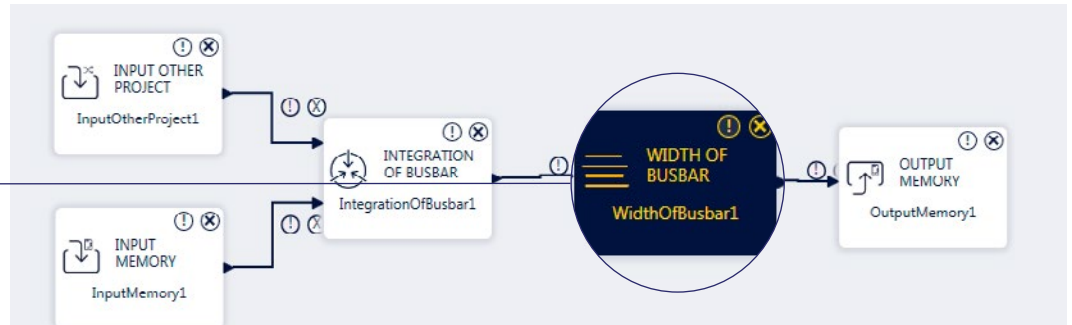 INPUT OTHER
PROJECT
InputOtherProject1
INPUT
MEMORY
InputMemory1
INTEGRATION
OF BUSBAR
IntegrationOfBusbar1
WIDTH OF
BUSBAR
WidthOfBusbar1
OUTPUT
MEMORY
OutputMemory1